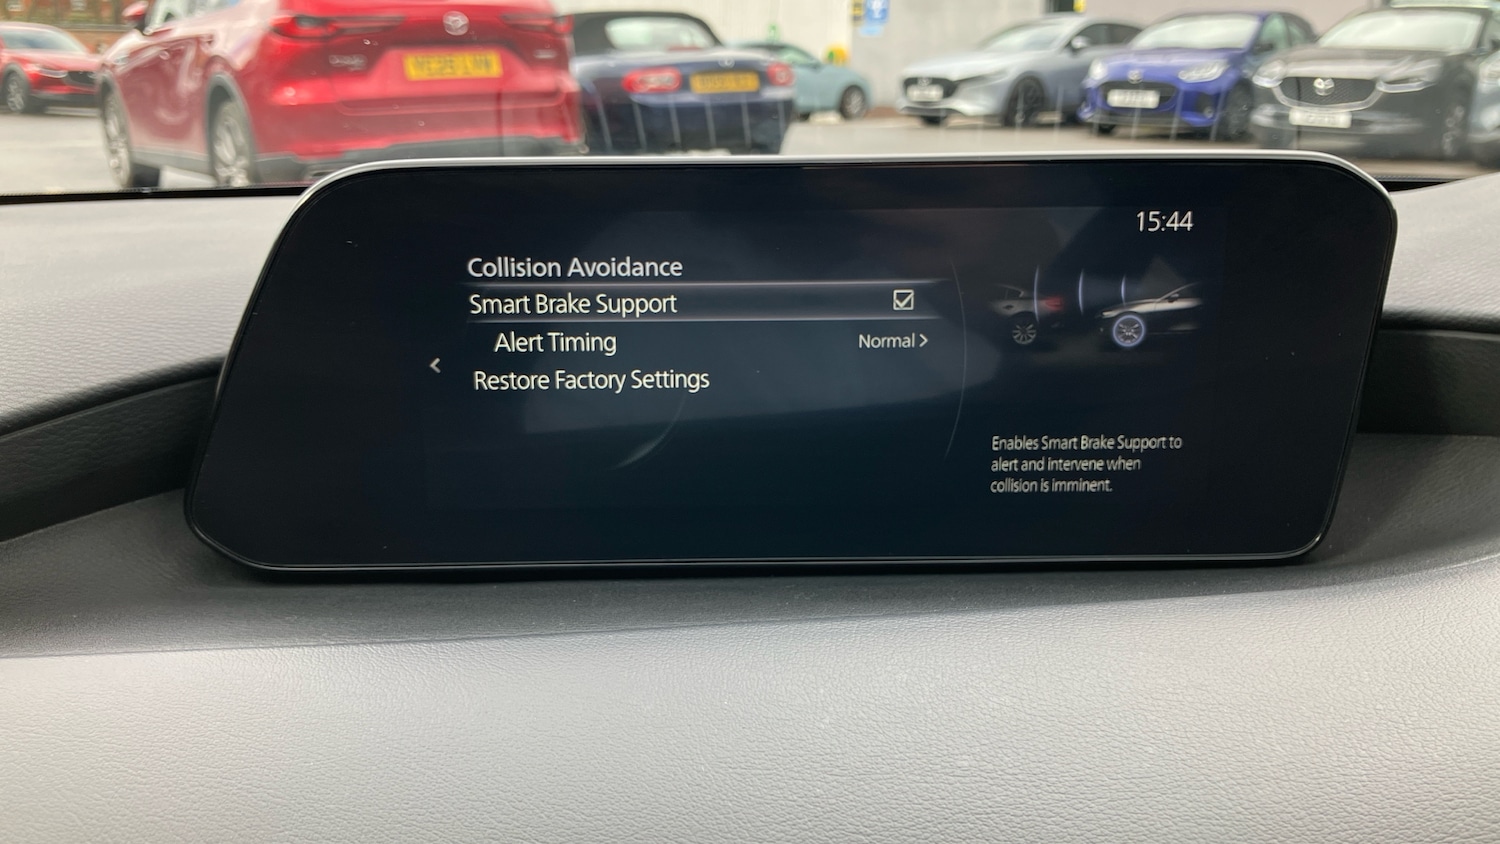 15:44
Collision Avoidance
Smart Brake Support
Alert Timing
Normal >
Restore Factory Settings
Enables Smart Brake Support to
alert and intervene when
collision is imminent.